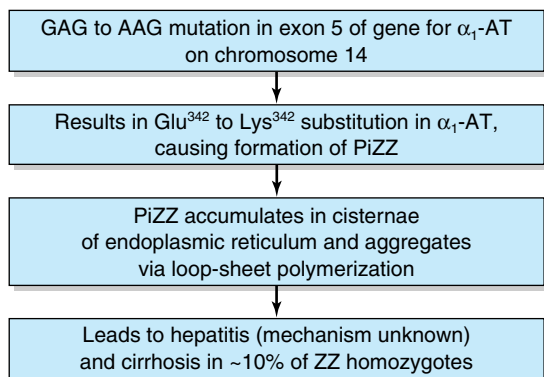 GAG to AAG mutation in exon 5 of gene for α₁-AT
on chromosome 14
Results in Glu³⁴² to Lys³⁴² substitution in α₁-AT,
causing formation of PiZZ
PiZZ accumulates in cisternae
of endoplasmic reticulum and aggregates
via loop-sheet polymerization
Leads to hepatitis (mechanism unknown)
and cirrhosis in ~10% of ZZ homozygotes